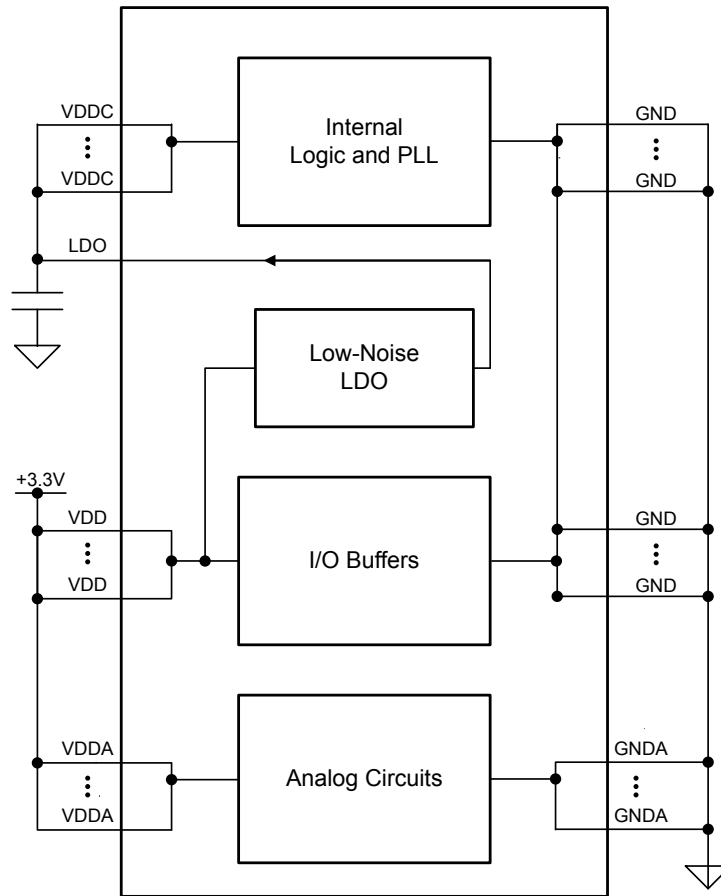 VDDC
VDDC
Internal
Logic and PLL
GND
GND
LDO
Low-Noise
LDO
+3.3V
VDD
VDD
I/O Buffers
GND
GND
VDDA
VDDA
Analog Circuits
GNDA
GNDA